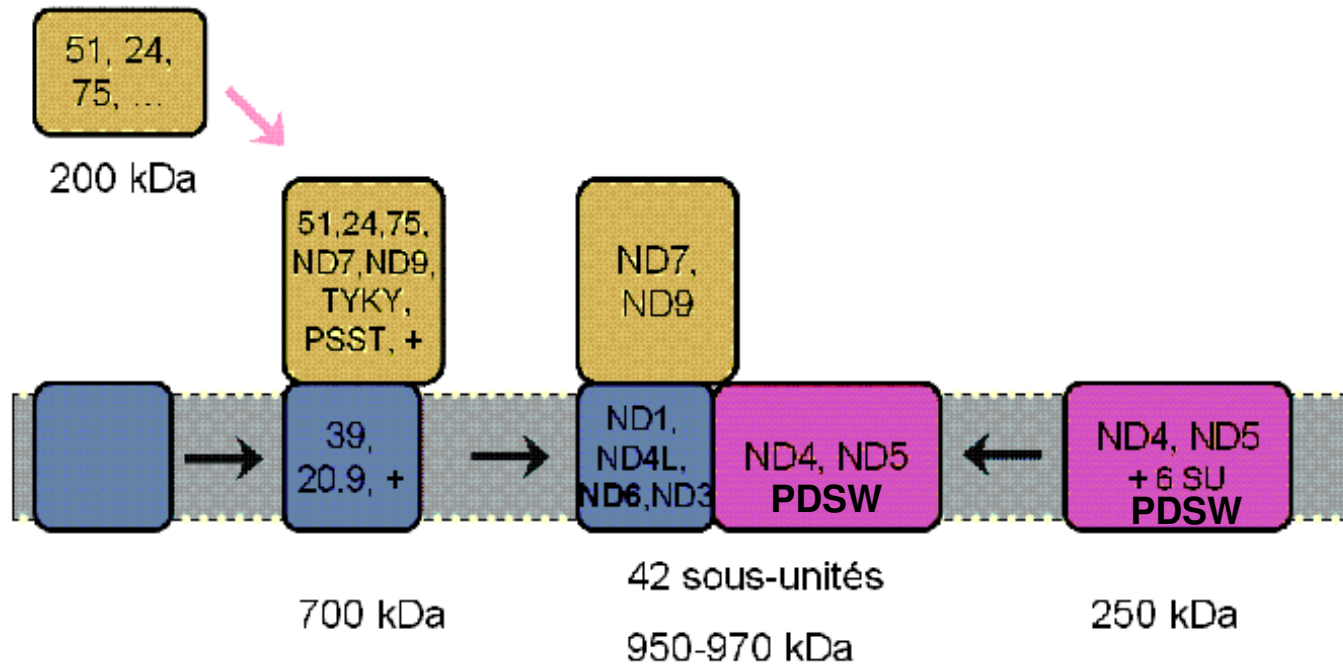 51, 24,
75, ...
200 kDa
51,24,75,
ND7,ND9,
TYKY,
PSST, +
39,
20.9, +
700 kDa
ND7,
ND9
ND1,
ND4L,
ND6,ND3
ND4, ND5
PDSW
42 sous-unités
950-970 kDa
ND4, ND5
+ 6 SU
PDSW
250 kDa